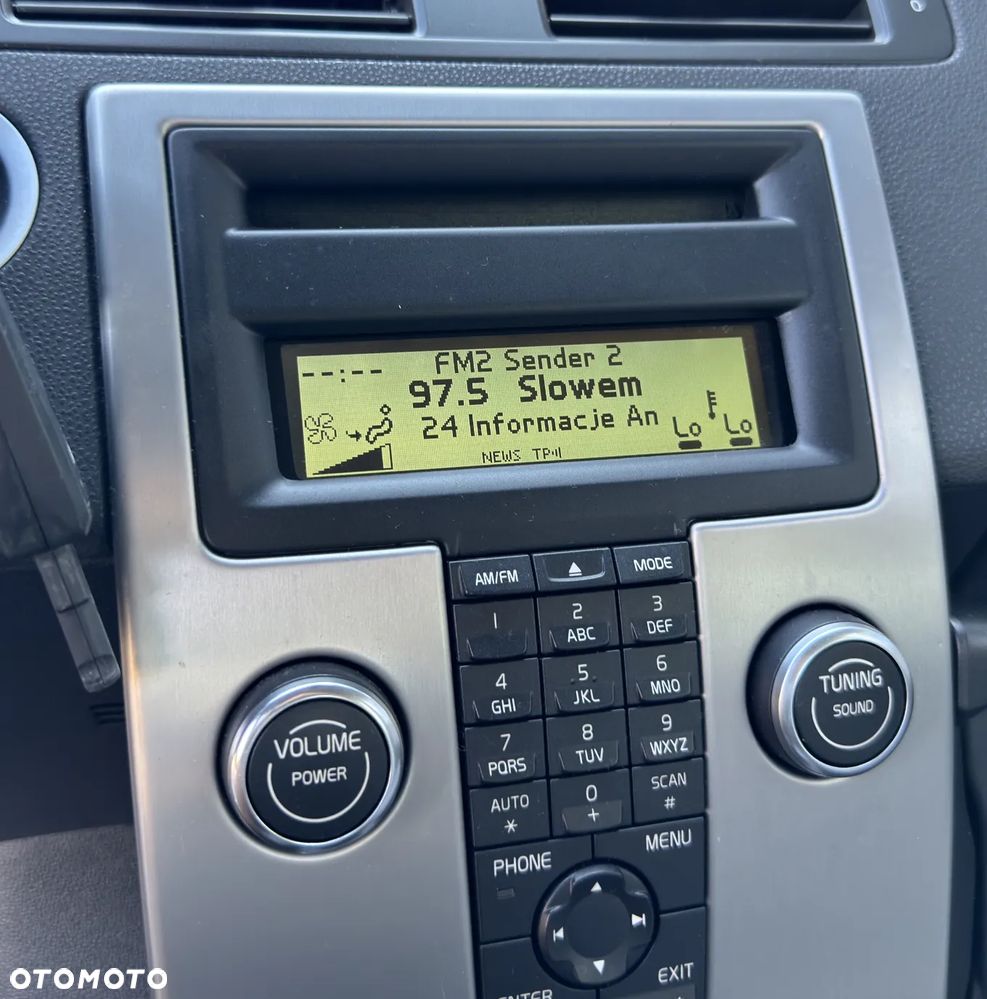 --:-- FM2 Sender 2
97.5 Slowem
24 Informacje An
Lo Lo
NEWS TP
AM/FM MODE
1 2 ABC 3 DEF
4 GHI 5 JKL 6 MNO
7 PQRS 8 TUV 9 WXYZ
AUTO * 0 + SCAN #
VOLUME
POWER
TUNING
SOUND
PHONE MENU
ENTER EXIT
OTOMOTO